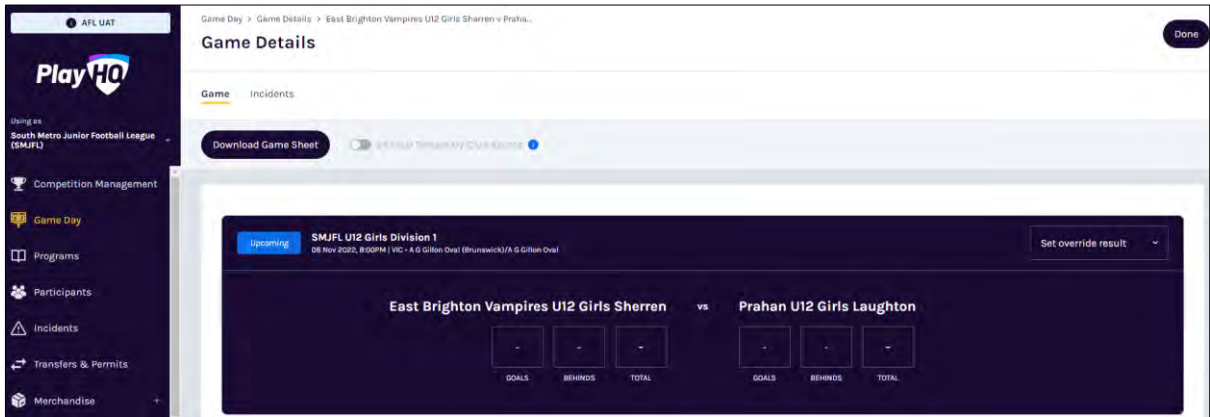 AFL UAT
PlayHQ
Using as
South Metro Junior Football League
(SMJFL)
Competition Management
Game Day
Programs
Participants
Incidents
Transfers & Permits
Merchandise +
Game Day > Game Details > East Brighton Vampires U12 Girls Sherren v Praha...
Game Details
Done
Game Incidents
Download Game Sheet
Upcoming
SMJFL U12 Girls Division 1
08 Nov 2022, 8:00PM | VIC - A G Gillon Oval (Brunswick)/A G Gillon Oval
Set override result
East Brighton Vampires U12 Girls Sherren vs Prahan U12 Girls Laughton
- - - - - -
GOALS BEHINDS TOTAL GOALS BEHINDS TOTAL